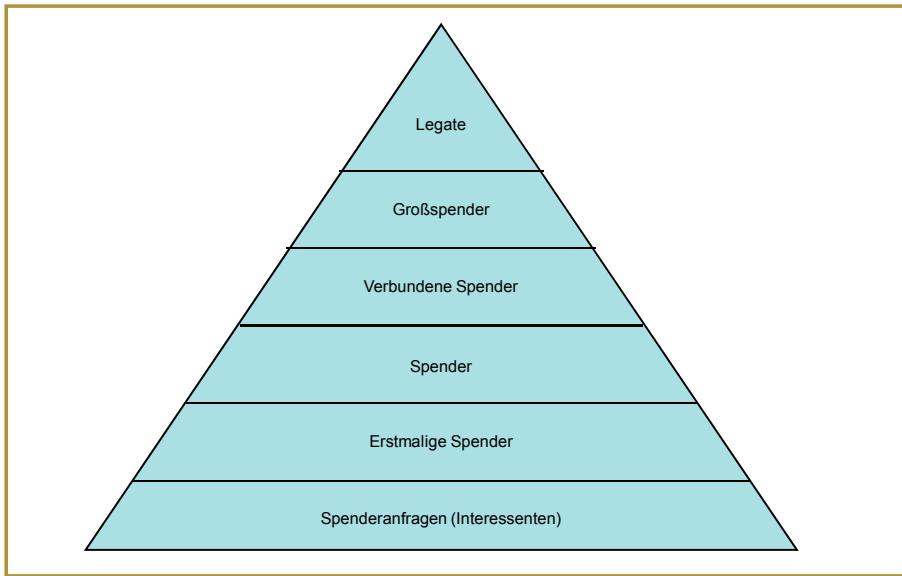 Legate
Großspender
Verbundene Spender
Spender
Erstmalige Spender
Spenderanfragen (Interessenten)